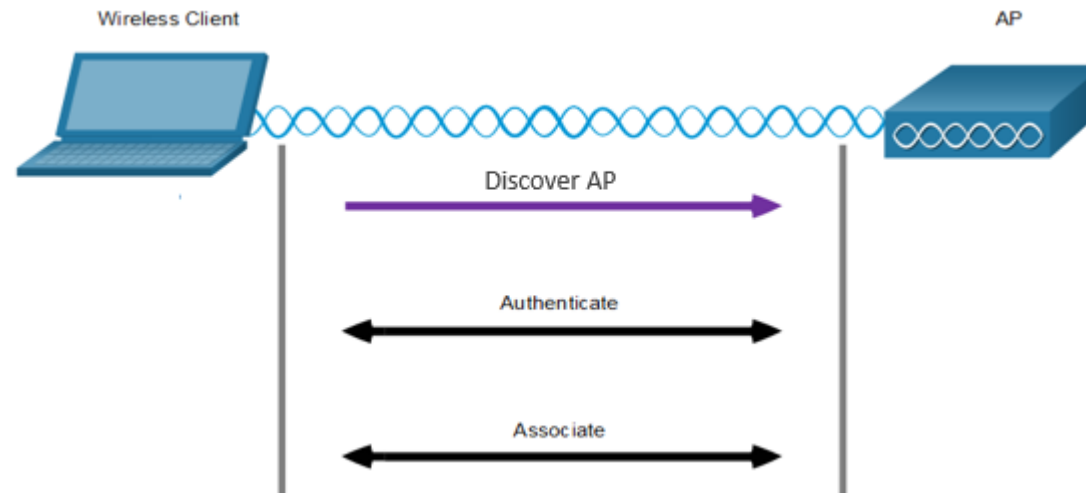 Wireless Client
AP
Discover AP
Authenticate
Associate